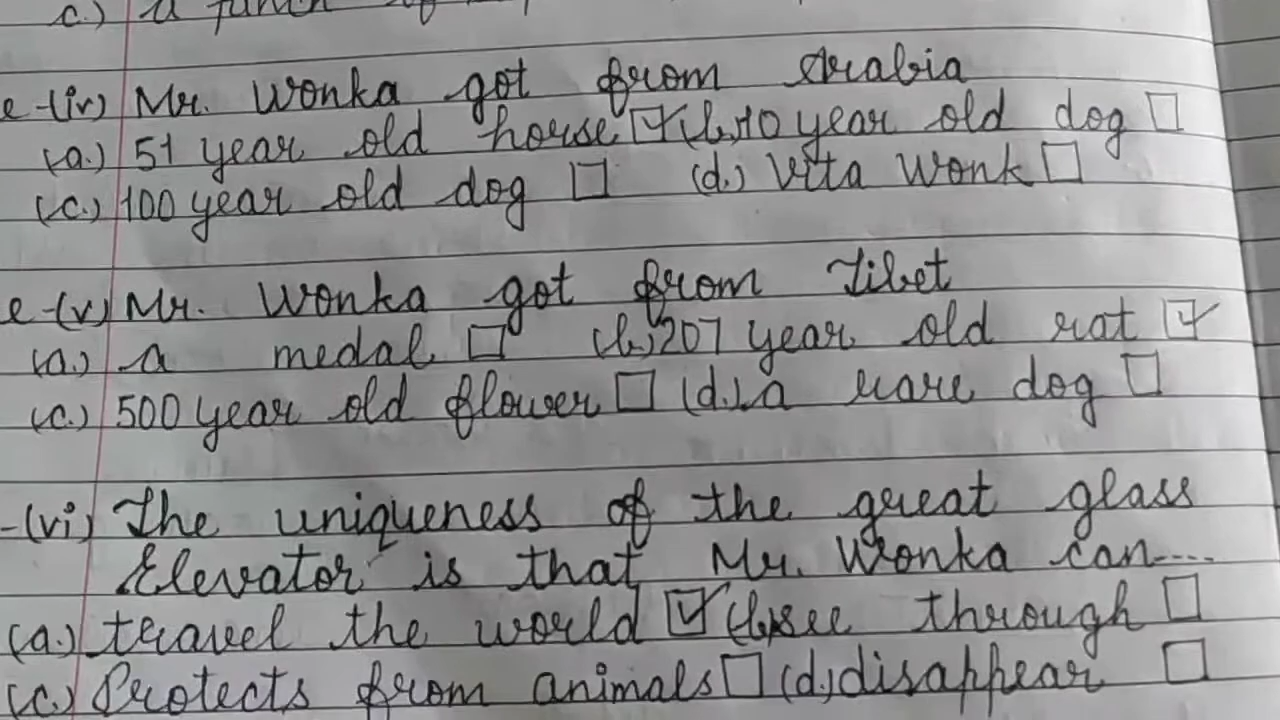 c.) a
e-(iv) Mr. Wonka got from Arabia
(a.) 51 year old horse ☑ (b.) 10 year old dog □
(c.) 100 year old dog □ (d.) Vita Wonk □
e-(v) Mr. Wonka got from Tibet
(a.) a medal □ (b.) 207 year old rat ☑
(c.) 500 year old flower □ (d.) a rare dog □
-(vi) The uniqueness of the great glass
Elevator is that Mr. Wronka can....
(a.) travel the world ☑ (b.) see through □
(c.) Protects from animals □ (d.) disappear □